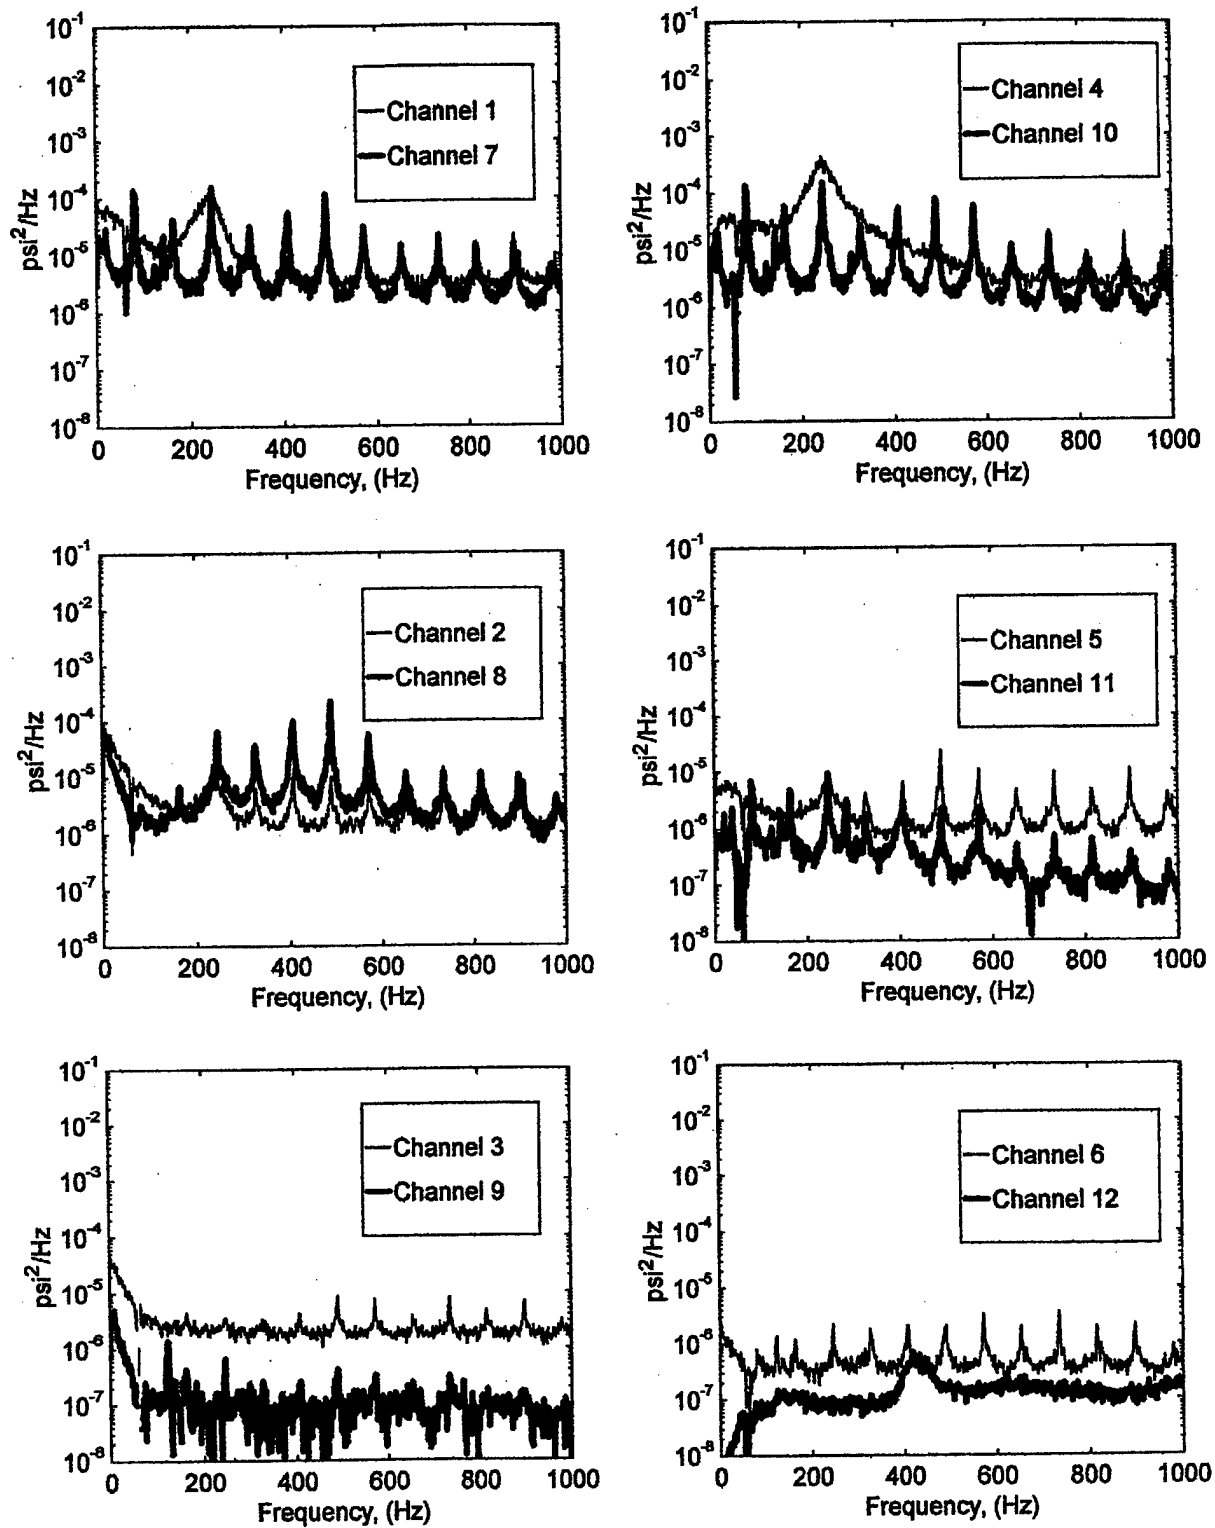 10-1
10-2
10-3
10-4
10-5
10-6
10-7
10-8
psi2/Hz
Channel 1
Channel 7
0 200 400 600 800 1000
Frequency, (Hz)
10-1
10-2
10-3
10-4
10-5
10-6
10-7
10-8
psi2/Hz
Channel 4
Channel 10
0 200 400 600 800 1000
Frequency, (Hz)
10-1
10-2
10-3
10-4
10-5
10-6
10-7
10-8
psi2/Hz
Channel 2
Channel 8
0 200 400 600 800 1000
Frequency, (Hz)
10-1
10-2
10-3
10-4
10-5
10-6
10-7
10-8
psi2/Hz
Channel 5
Channel 11
0 200 400 600 800 1000
Frequency, (Hz)
10-1
10-2
10-3
10-4
10-5
10-6
10-7
10-8
psi2/Hz
Channel 3
Channel 9
0 200 400 600 800 1000
Frequency, (Hz)
10-1
10-2
10-3
10-4
10-5
10-6
10-7
10-8
psi2/Hz
Channel 6
Channel 12
0 200 400 600 800 1000
Frequency, (Hz)